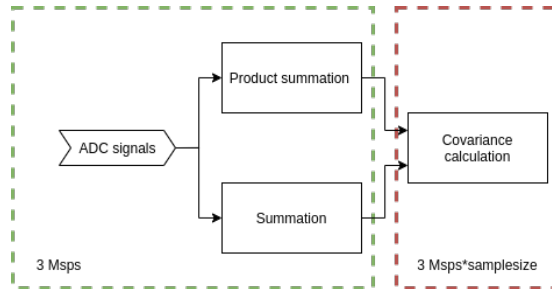 Product summation
ADC signals
Covariance
calculation
Summation
3 Msps
3 Msps*samplesize